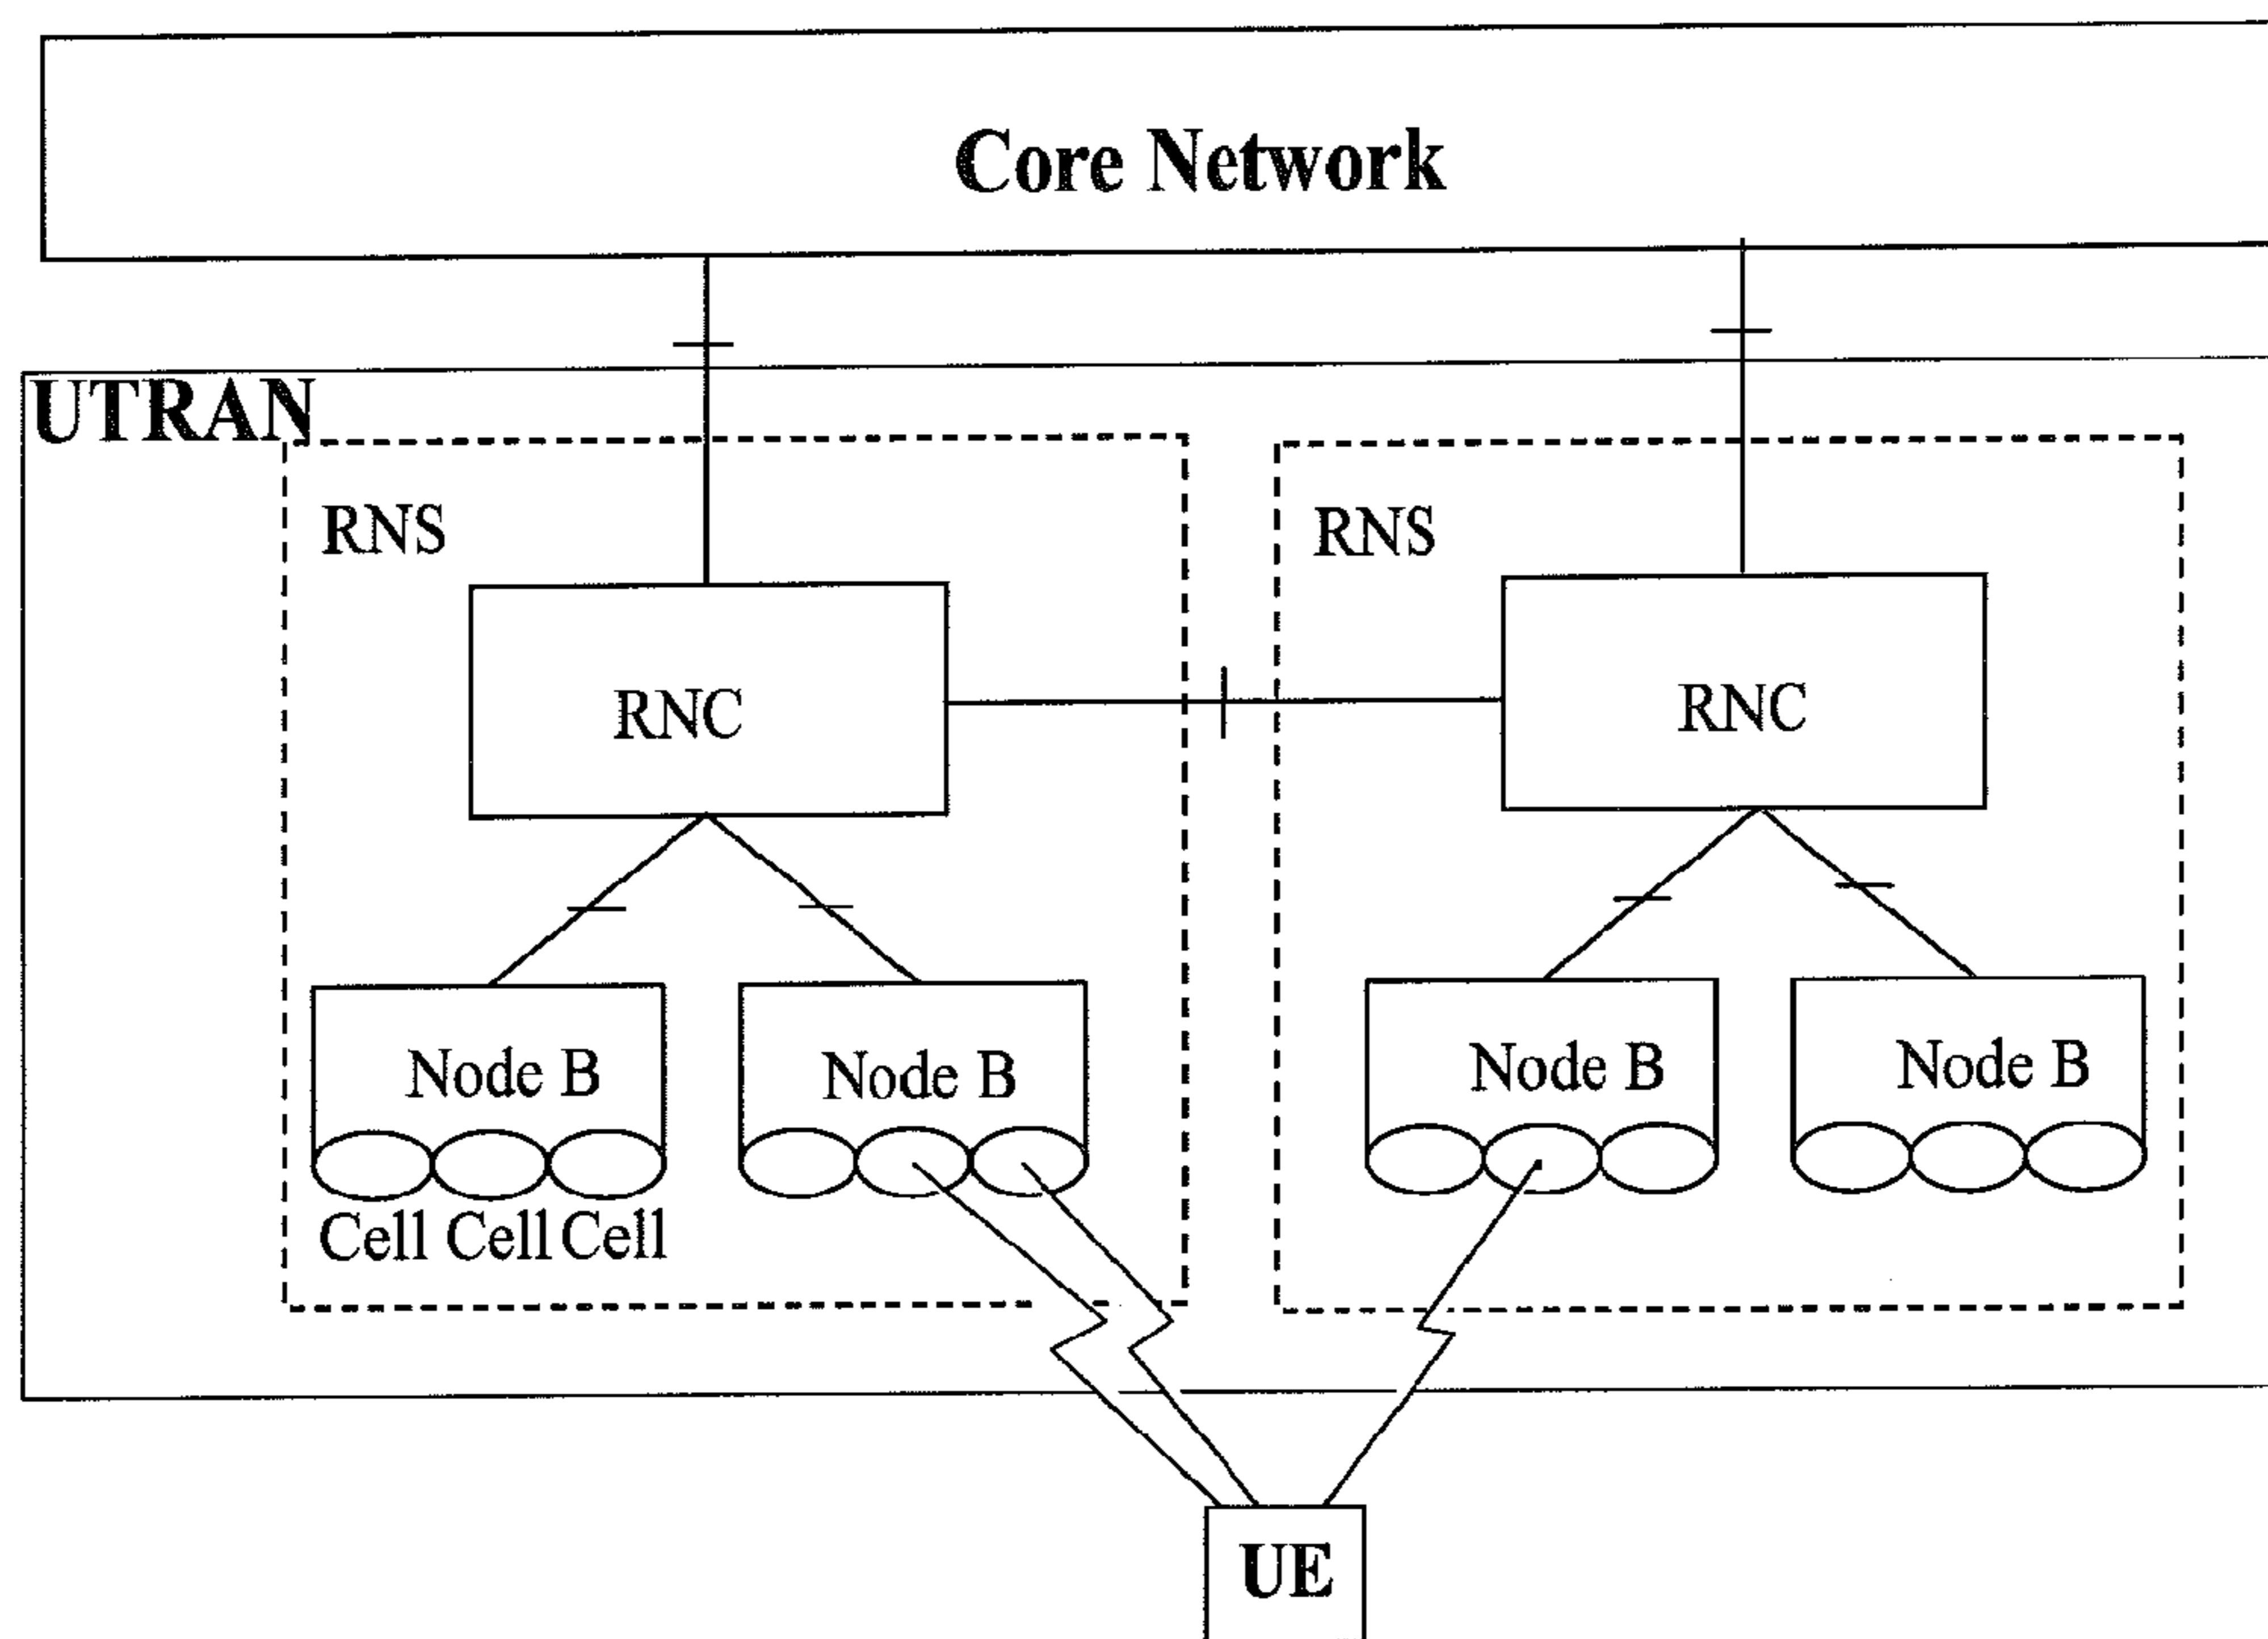 Core Network
UTRAN
RNS
RNS
RNC
RNC
Node B
Node B
Node B
Node B
Cell Cell Cell
UE